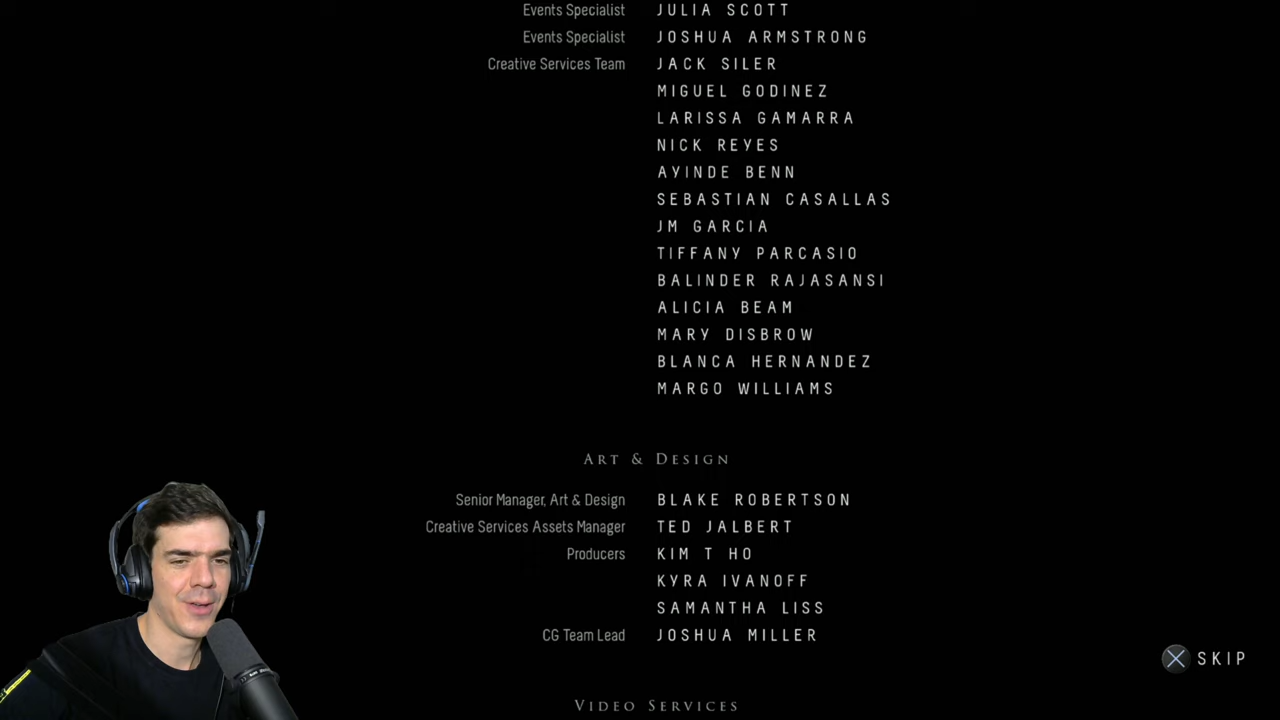 Events Specialist JULIA SCOTT
Events Specialist JOSHUA ARMSTRONG
Creative Services Team JACK SILER
MIGUEL GODINEZ
LARISSA GAMARRA
NICK REYES
AYINDE BENN
SEBASTIAN CASALLAS
JM GARCIA
TIFFANY PARCASIO
BALINDER RAJASANSI
ALICIA BEAM
MARY DISBROW
BLANCA HERNANDEZ
MARGO WILLIAMS
ART & DESIGN
Senior Manager, Art & Design BLAKE ROBERTSON
Creative Services Assets Manager TED JALBERT
Producers KIM T HO
KYRA IVANOFF
SAMANTHA LISS
CG Team Lead JOSHUA MILLER
SKIP
VIDEO SERVICES